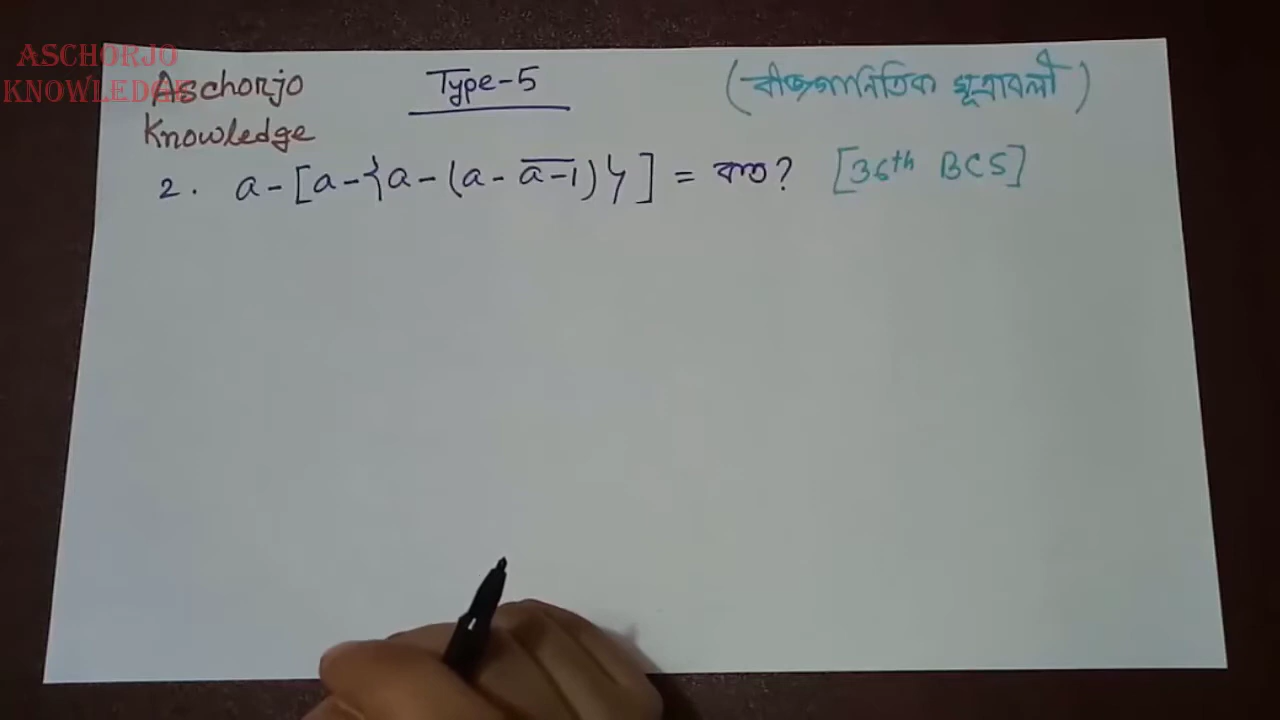 ASCHORJO
KNOWLEDGE
Aschorjo
Knowledge
Type-5
(বীজগানিতিক সূত্রাবলী)
2. a-[a-{a-(a-a̅-̅1̅)}] = কত? [36th BCS]